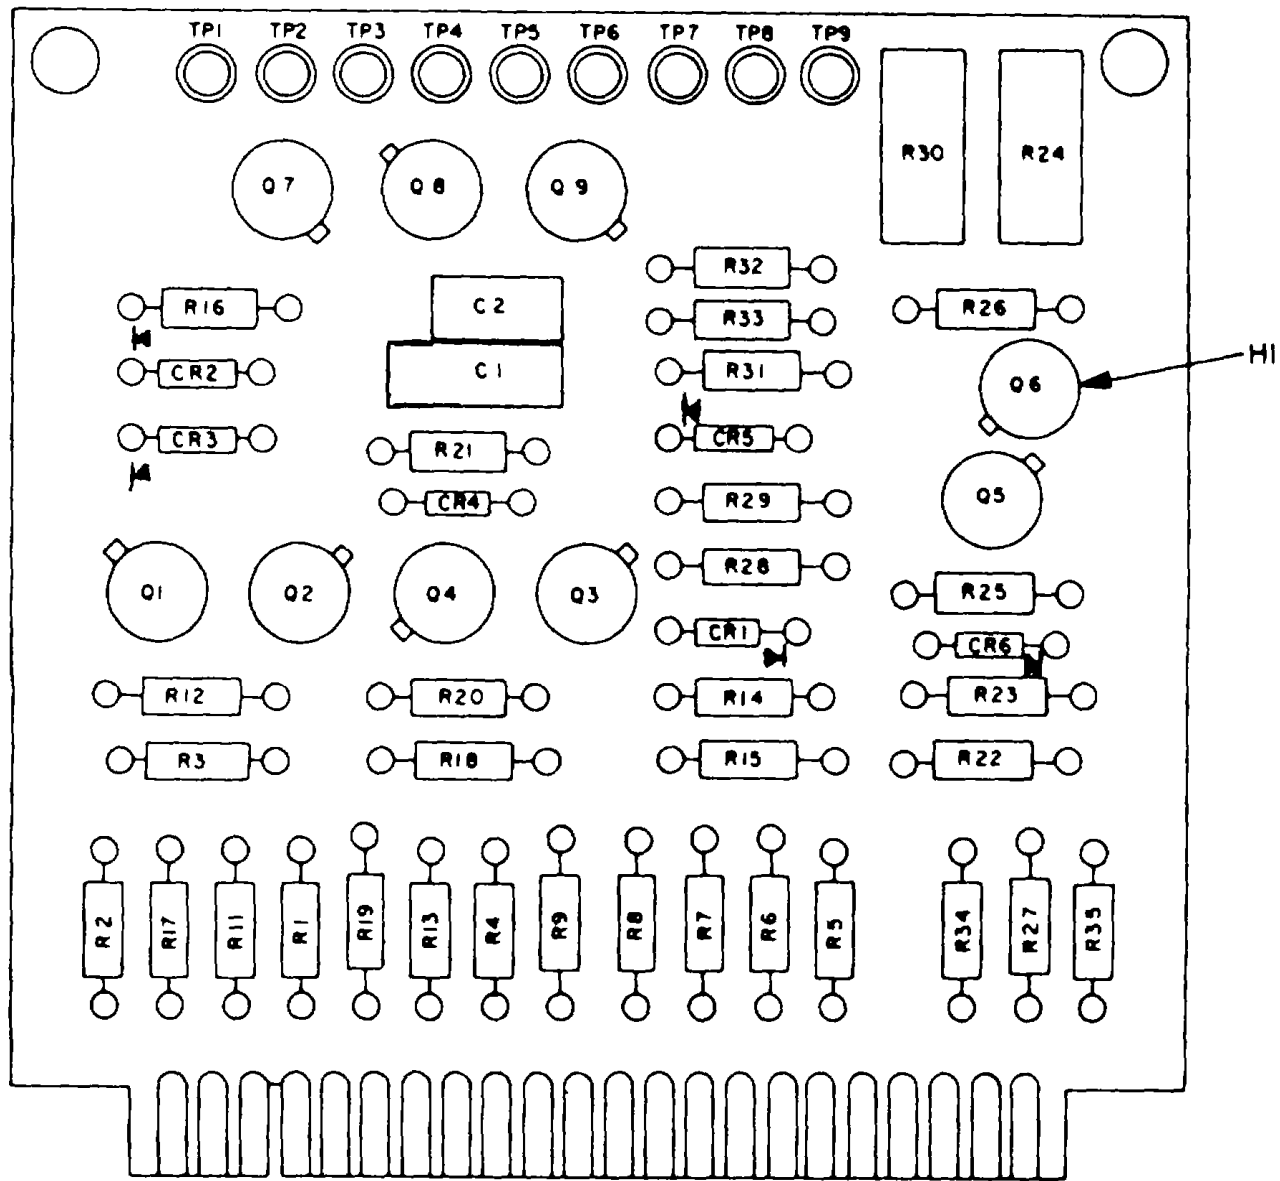 TP1 TP2 TP3 TP4 TP5 TP6 TP7 TP8 TP9
R30 R24
Q7 Q8 Q9
R32
R16 C2 R33 R26
CR2 C1 R31 Q6 H1
CR3 R21 CR5
CR4 R29 Q5
R28
Q1 Q2 Q4 Q3 R25
CR1 CR6
R12 R20 R14 R23
R3 R18 R15 R22
R2 R17 R11 R1 R19 R13 R4 R9 R8 R7 R6 R5 R34 R27 R35